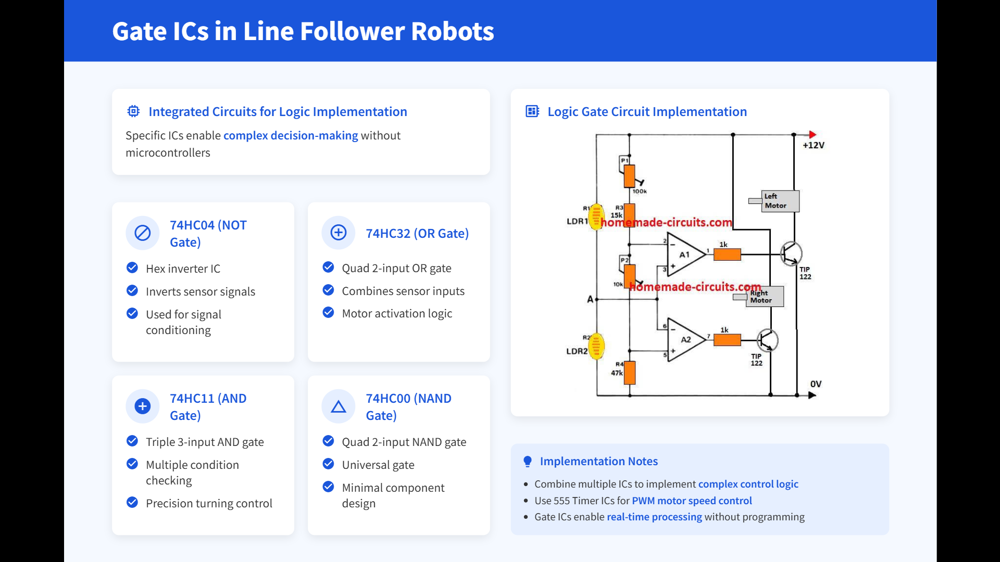 Gate ICs in Line Follower Robots
Integrated Circuits for Logic Implementation
Specific ICs enable complex decision-making without
microcontrollers
74HC04 (NOT
Gate)
Hex inverter IC
Inverts sensor signals
Used for signal
conditioning
74HC32 (OR Gate)
Quad 2-input OR gate
Combines sensor inputs
Motor activation logic
74HC11 (AND
Gate)
Triple 3-input AND gate
Multiple condition
checking
Precision turning control
74HC00 (NAND
Gate)
Quad 2-input NAND gate
Universal gate
Minimal component
design
Logic Gate Circuit Implementation
+12V
P1
100k
Left
Motor
R1
LDR1
R3
15k
homemade-circuits.com
2
−
A1
1
3
+
1k
TIP
122
P2
10k
homemade-circuits.com
Right
Motor
A
6
−
A2
7
5
+
1k
TIP
122
R2
LDR2
R4
47k
0V
Implementation Notes
Combine multiple ICs to implement complex control logic
Use 555 Timer ICs for PWM motor speed control
Gate ICs enable real-time processing without programming